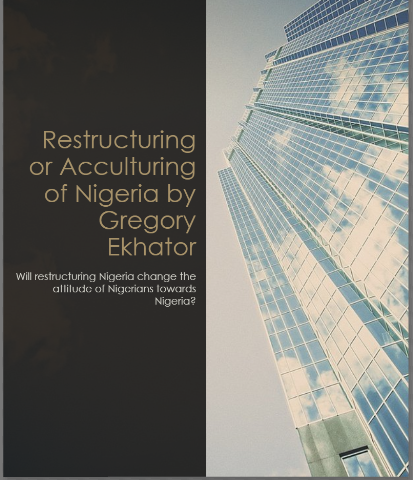 Restructuring
or Acculturing
of Nigeria by
Gregory
Ekhator
Will restructuring Nigeria change the
attitude of Nigerians towards
Nigeria?